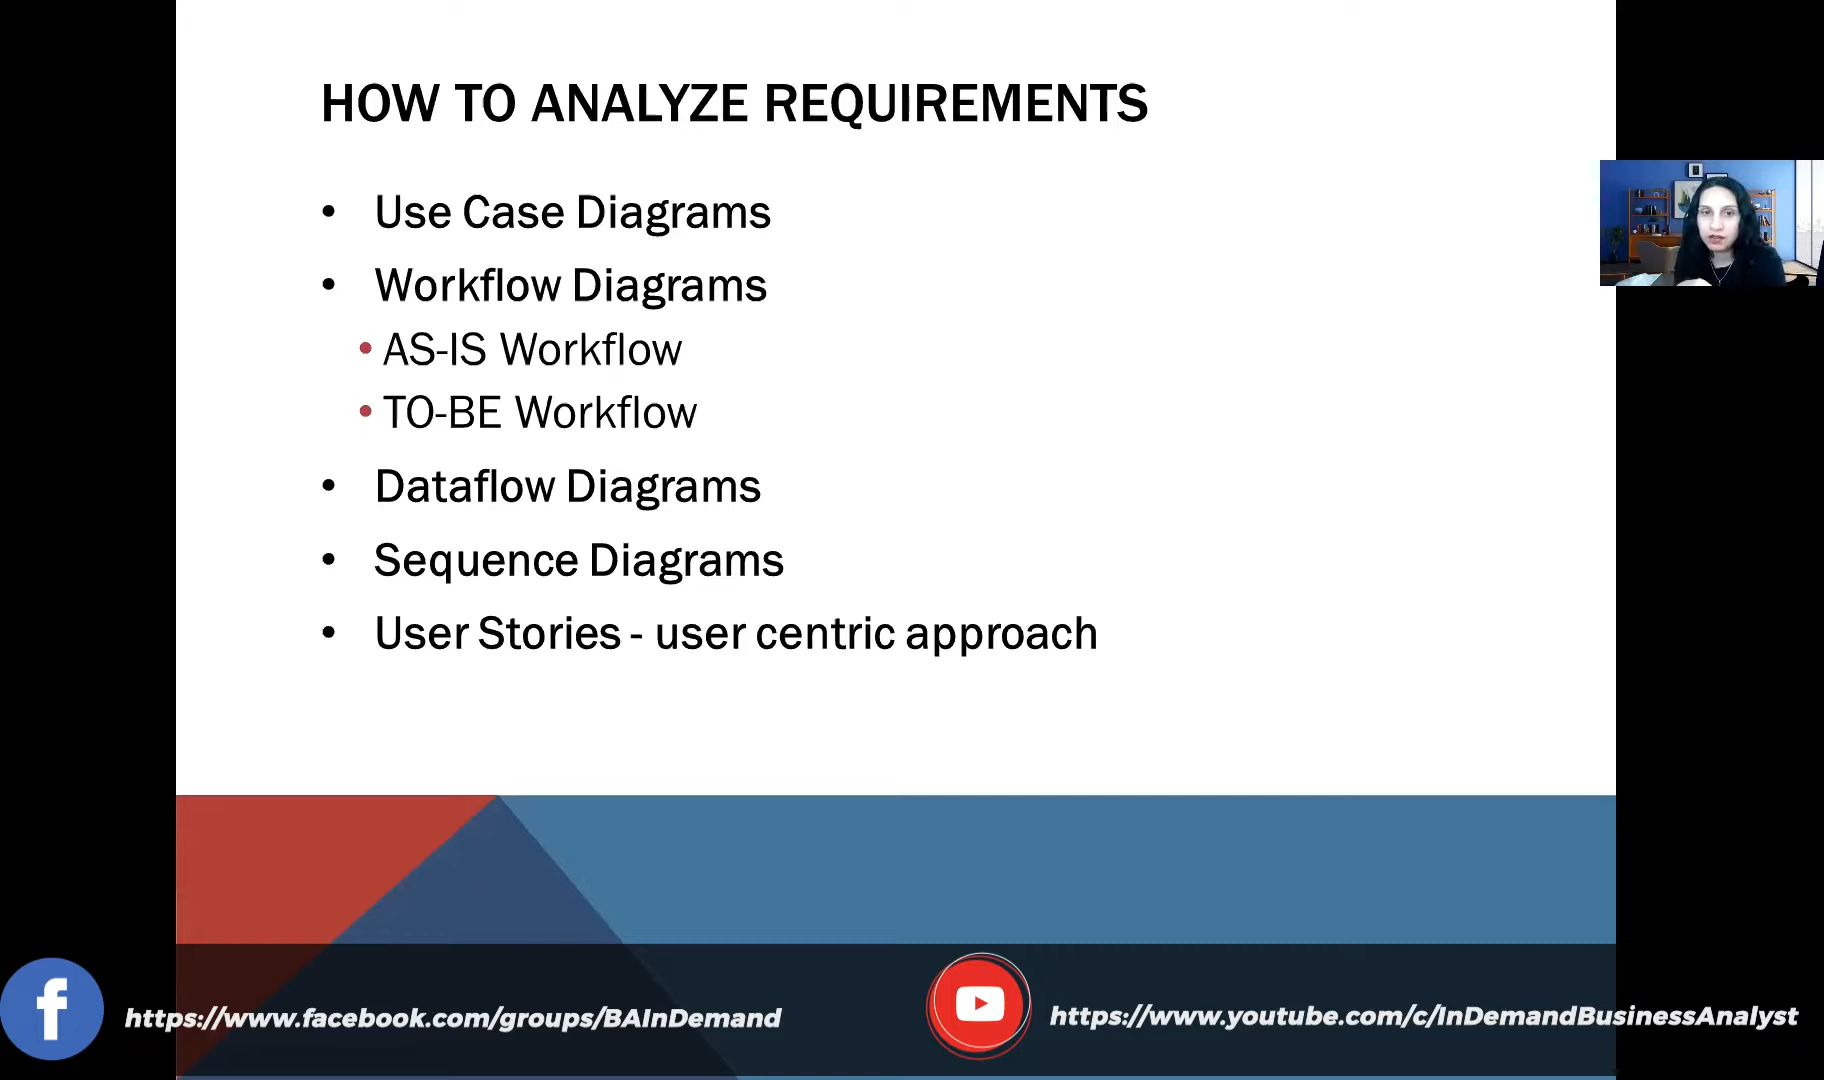 HOW TO ANALYZE REQUIREMENTS
• Use Case Diagrams
• Workflow Diagrams
• AS-IS Workflow
• TO-BE Workflow
• Dataflow Diagrams
• Sequence Diagrams
• User Stories - user centric approach
https://www.facebook.com/groups/BAInDemand
https://www.youtube.com/c/InDemandBusinessAnalyst